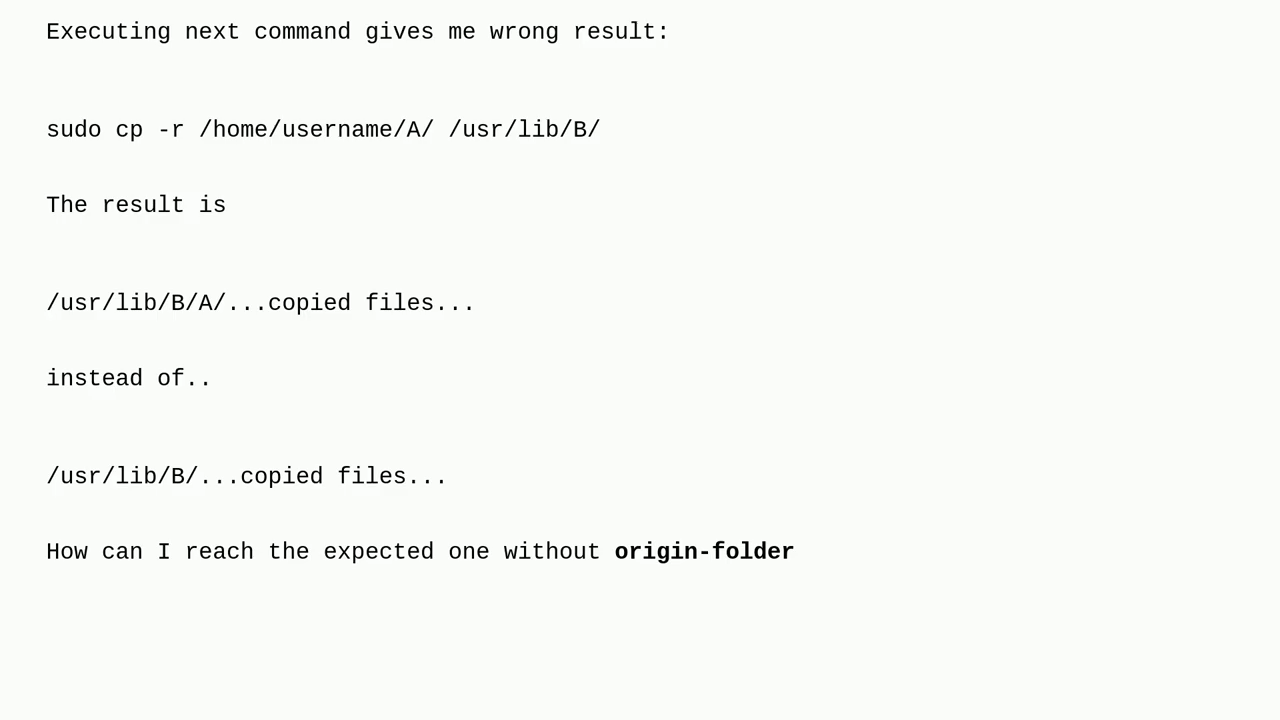 Executing next command gives me wrong result:
sudo cp -r /home/username/A/ /usr/lib/B/
The result is
/usr/lib/B/A/...copied files...
instead of..
/usr/lib/B/...copied files...
How can I reach the expected one without origin-folder